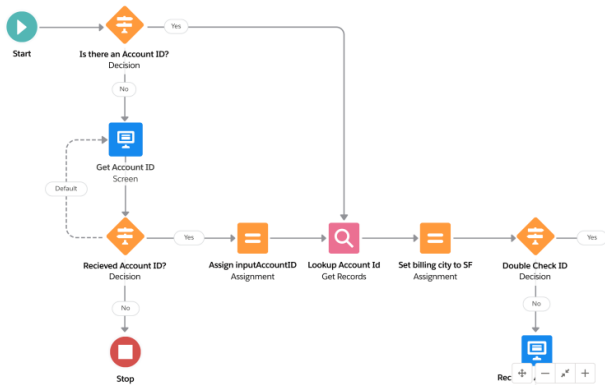 Yes
Start
Is there an Account ID?
Decision
No
Get Account ID
Screen
Default
Yes
Yes
Recieved Account ID?
Decision
Assign inputAccountID
Assignment
Lookup Account Id
Get Records
Set billing city to SF
Assignment
Double Check ID
Decision
No
No
Stop